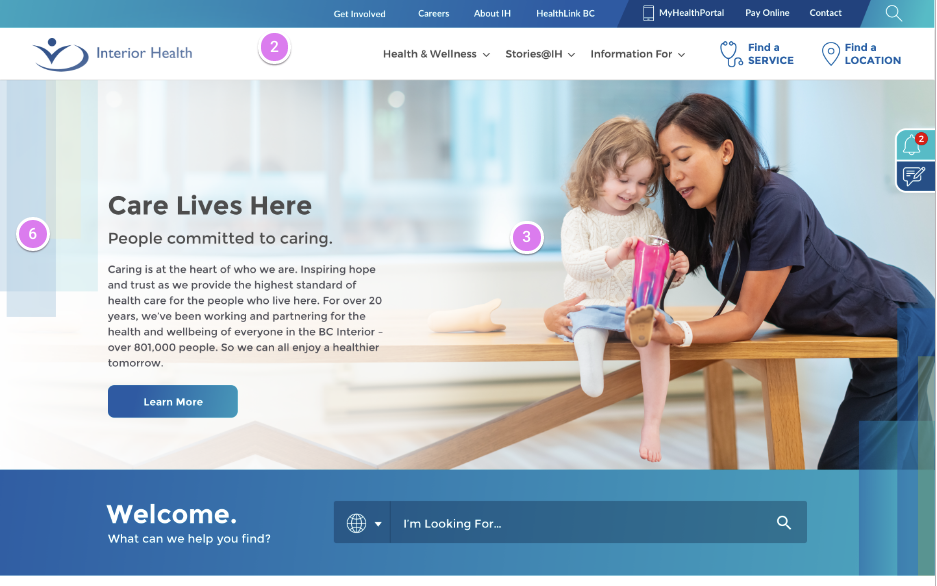 Get Involved Careers About IH HealthLink BC MyHealthPortal Pay Online Contact
Interior Health
2
Health & Wellness Stories@IH Information For
Find a
SERVICE
Find a
LOCATION
2
Care Lives Here
6
3
People committed to caring.
Caring is at the heart of who we are. Inspiring hope
and trust as we provide the highest standard of
health care for the people who live here. For over 20
years, we've been working and partnering for the
health and wellbeing of everyone in the BC Interior –
over 801,000 people. So we can all enjoy a healthier
tomorrow.
Learn More
Welcome.
What can we help you find?
I'm Looking For...